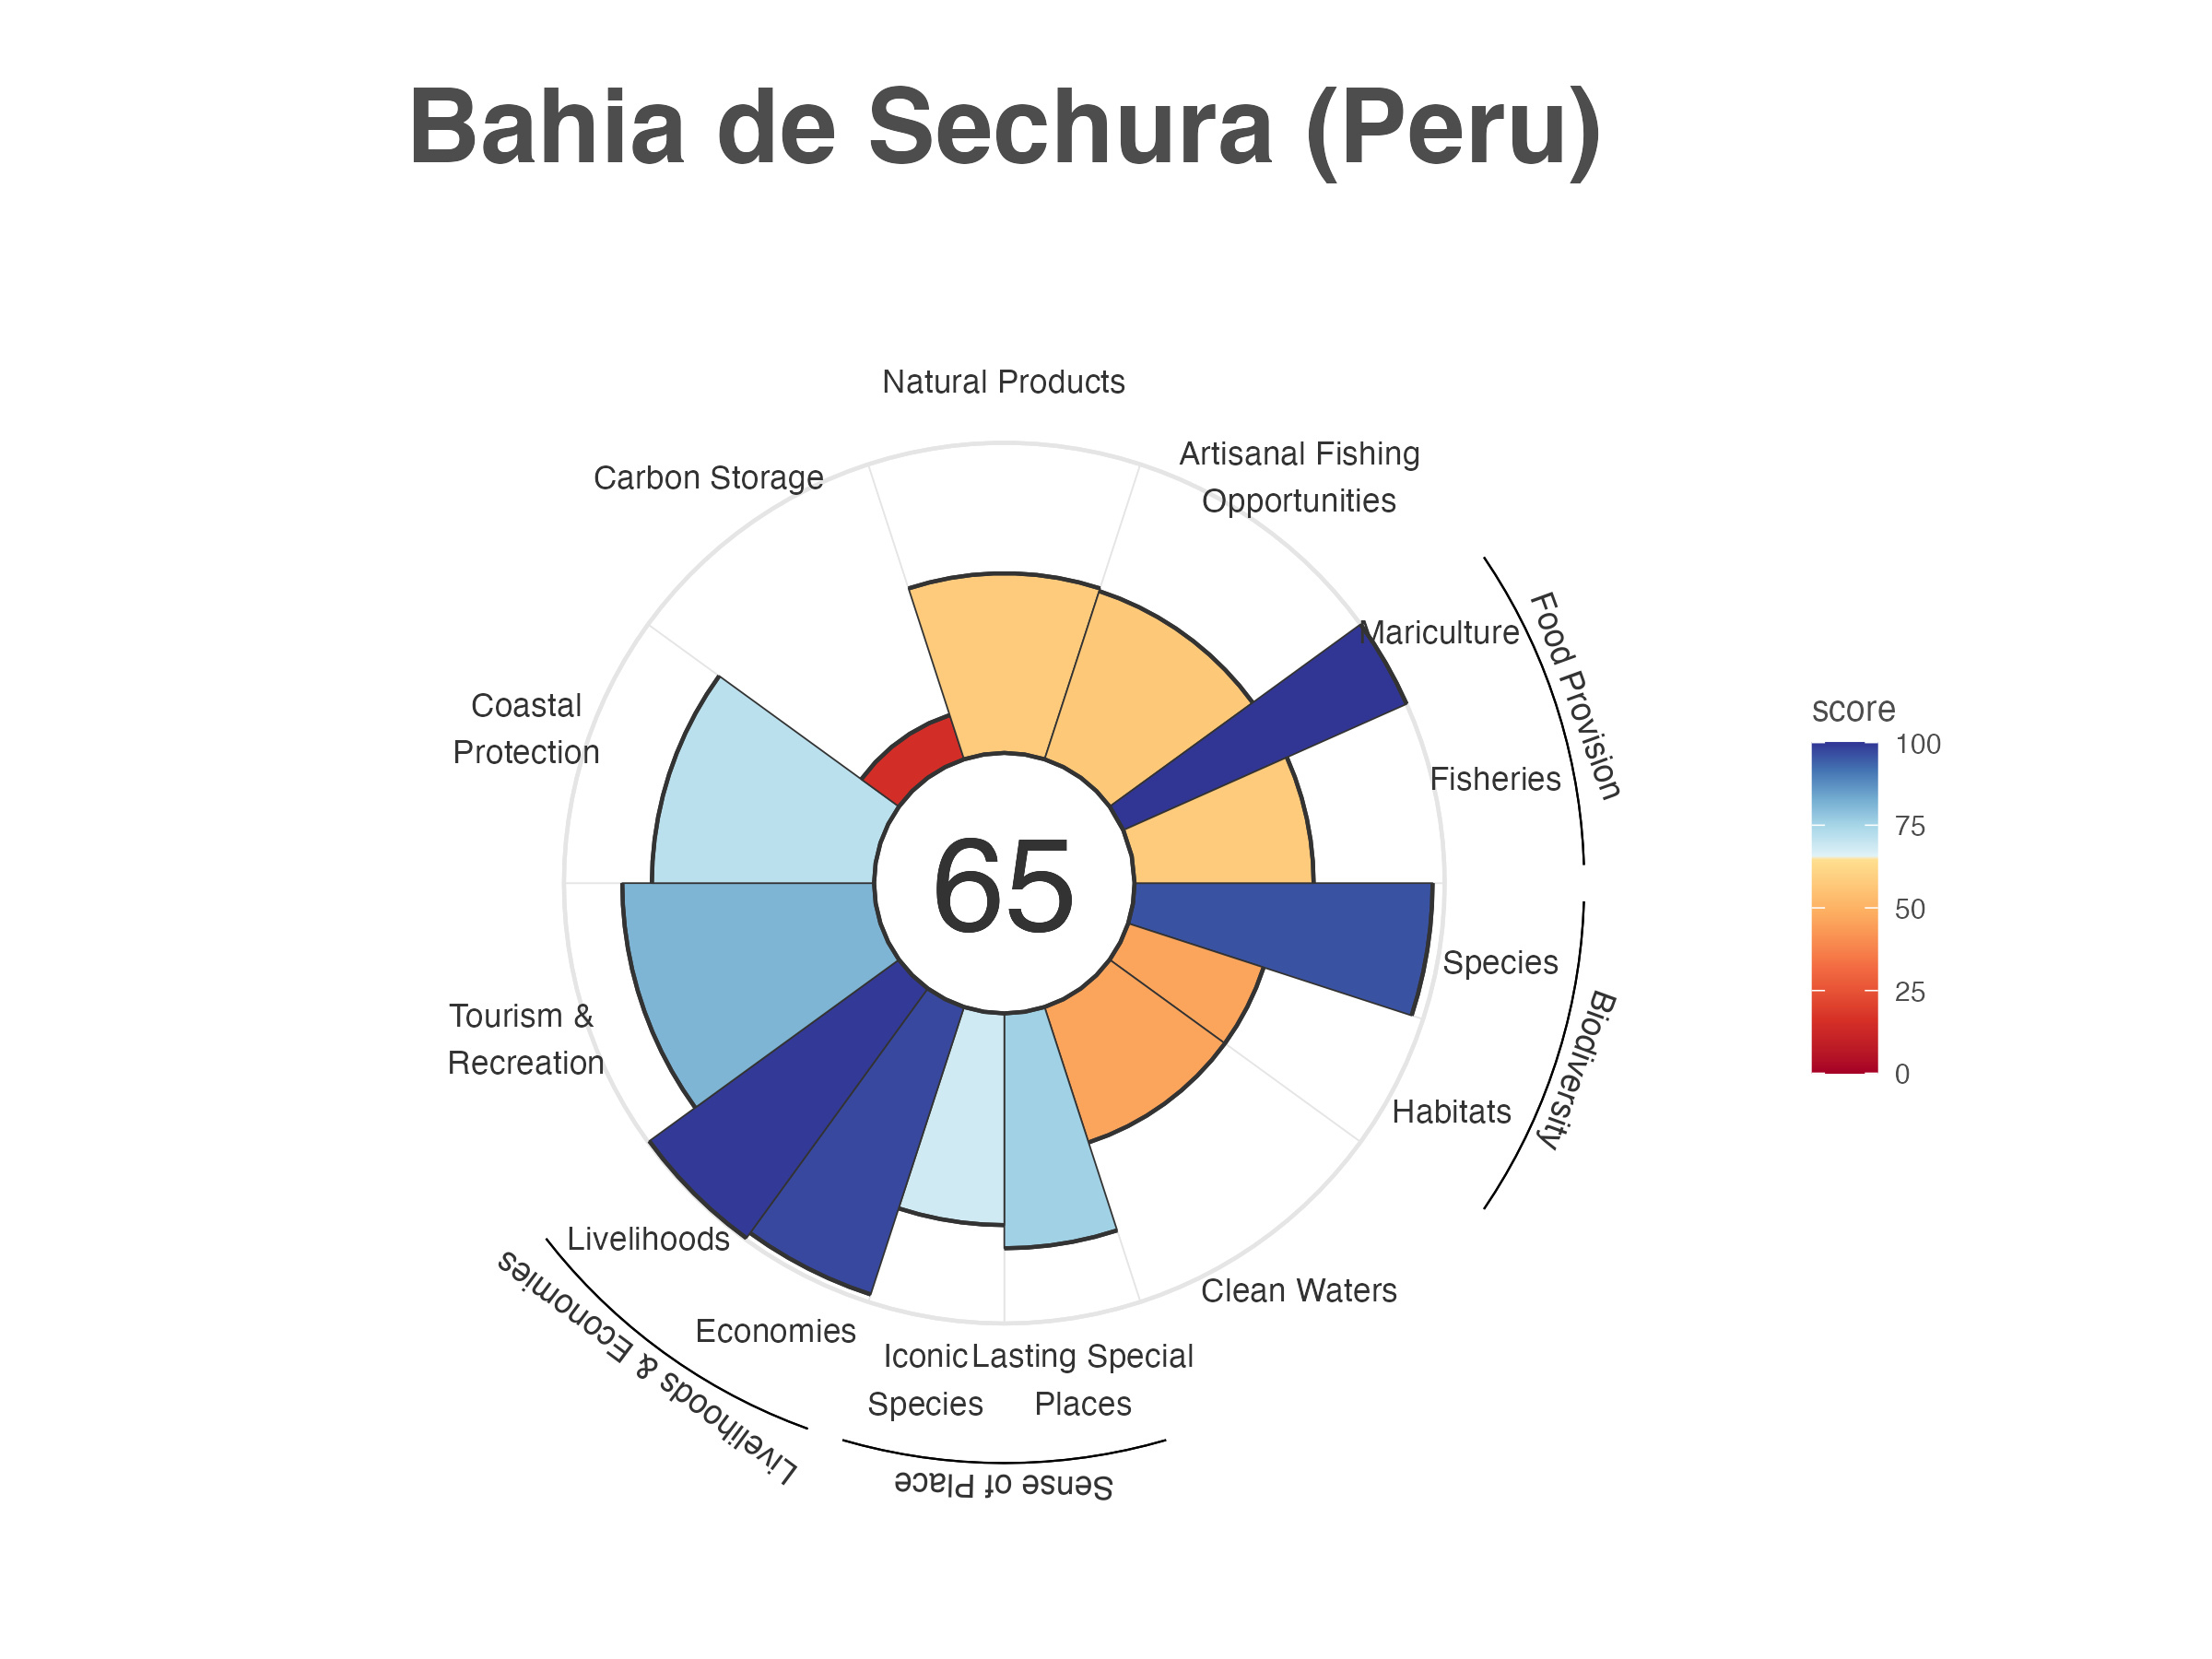 Bahia de Sechura (Peru)
Natural Products
Artisanal Fishing
Opportunities
Carbon Storage
Mariculture
Food Provision
Fisheries
Coastal
Protection
65
Species
Biodiversity
Tourism &
Recreation
Habitats
Livelihoods
Clean Waters
Economies
Livelihoods & Economies
Iconic
Species
Lasting Special
Places
Sense of Place
score
100
75
50
25
0